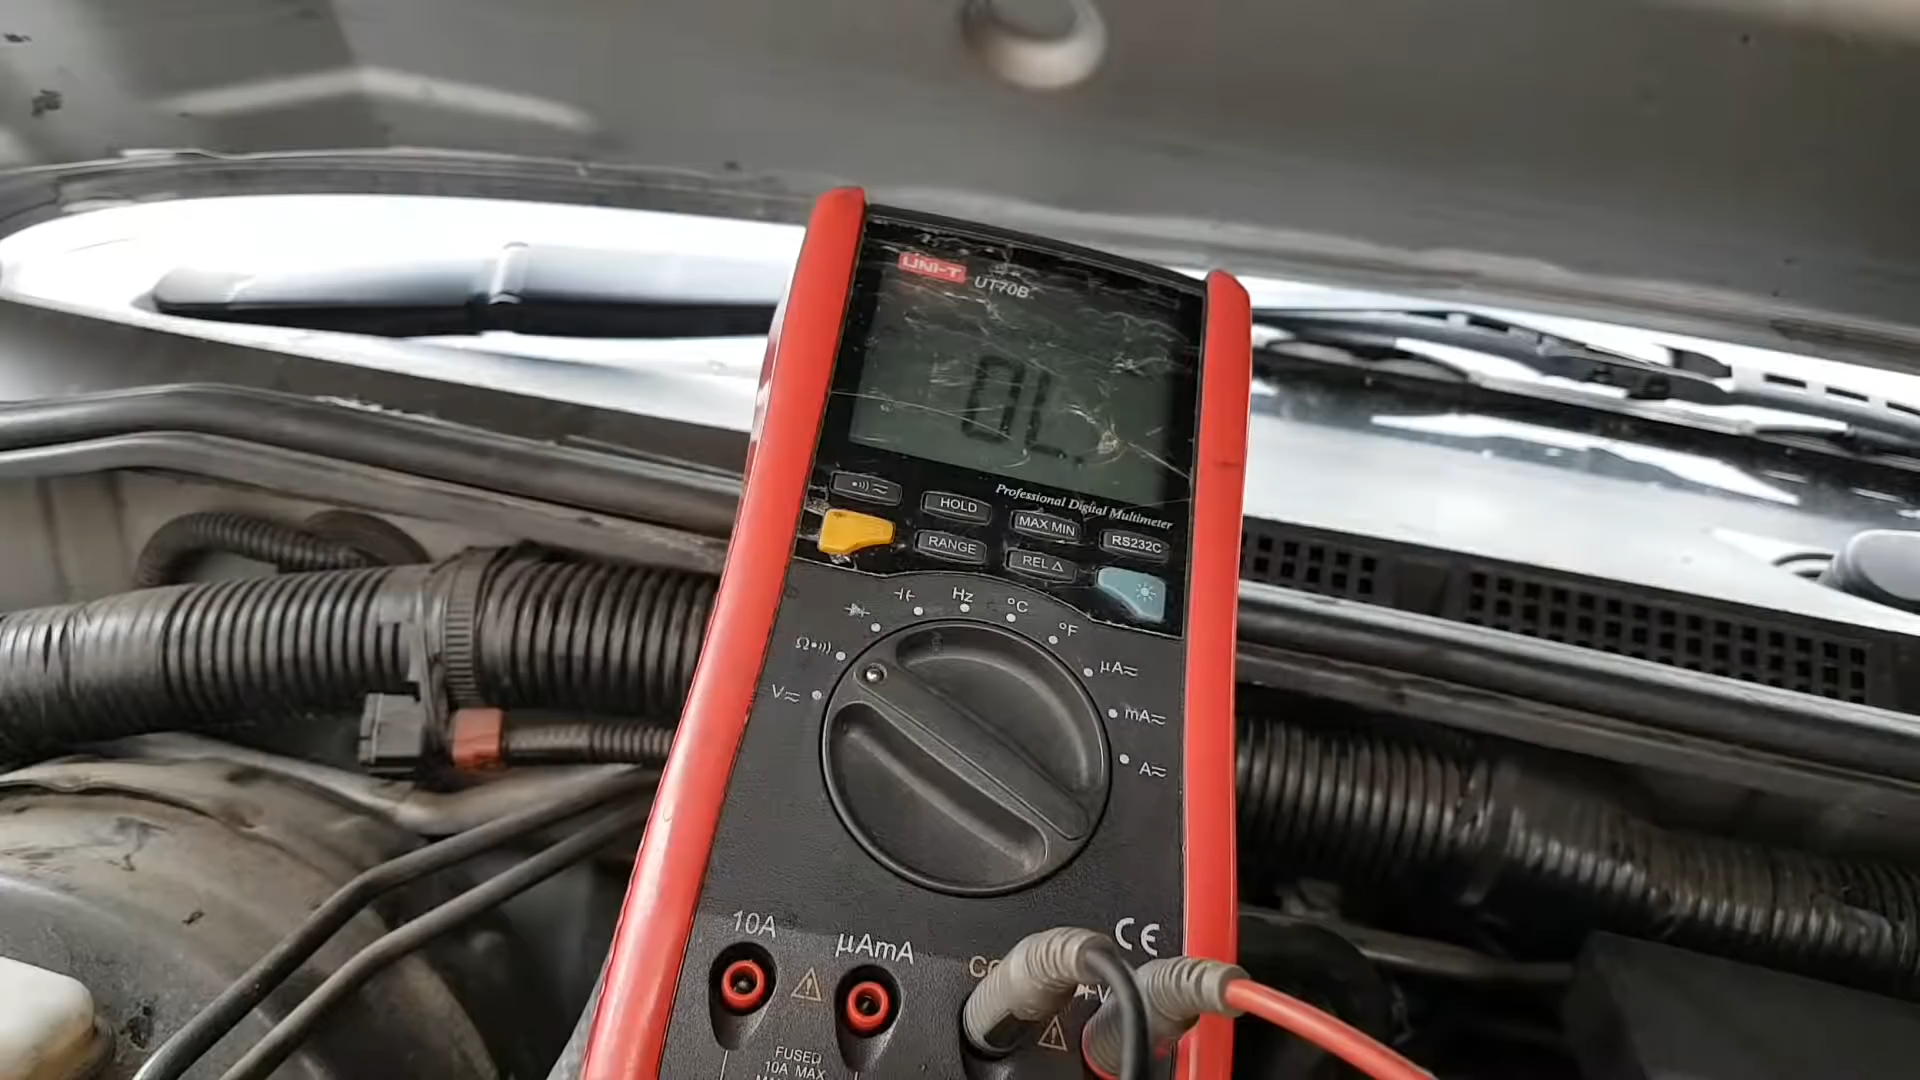 UNI-T
UT70B
0L
Professional Digital Multimeter
HOLD
MAX MIN
RS232C
RANGE
REL Δ
Hz
°C
°F
Ω
µA
V
mA
A
10A
µAmA
CE
V
FUSED
10A MAX